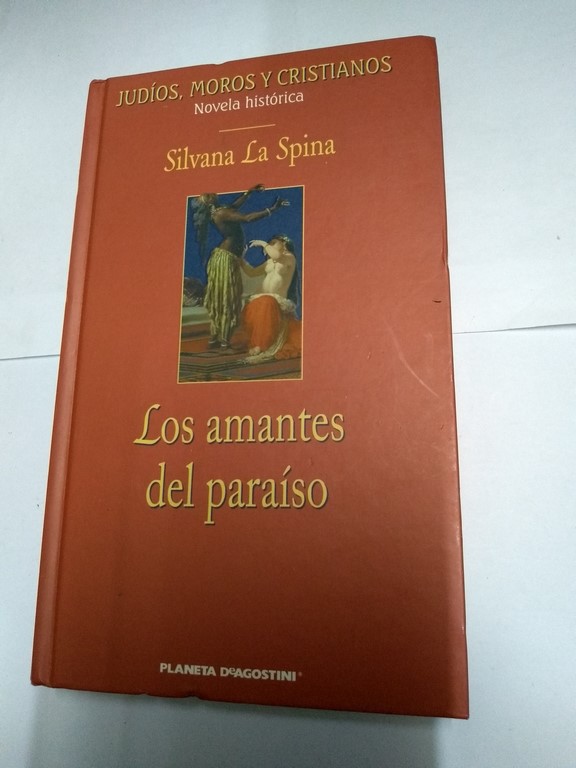 JUDÍOS, MOROS Y CRISTIANOS
Novela histórica
Silvana La Spina
Los amantes
del paraíso
PLANETA DeAGOSTINI®